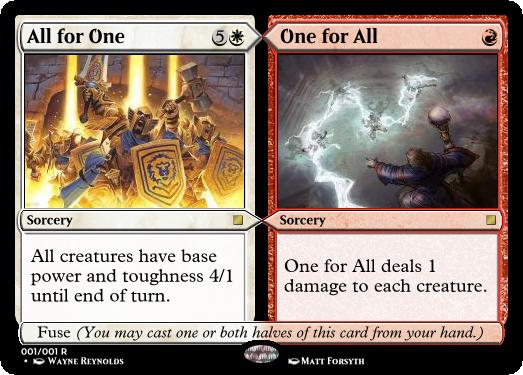 All for One 5
Sorcery
All creatures have base
power and toughness 4/1
until end of turn.
One for All
Sorcery
One for All deals 1
damage to each creature.
Fuse (You may cast one or both halves of this card from your hand.)
001/001 R
• Wayne Reynolds
Matt Forsyth